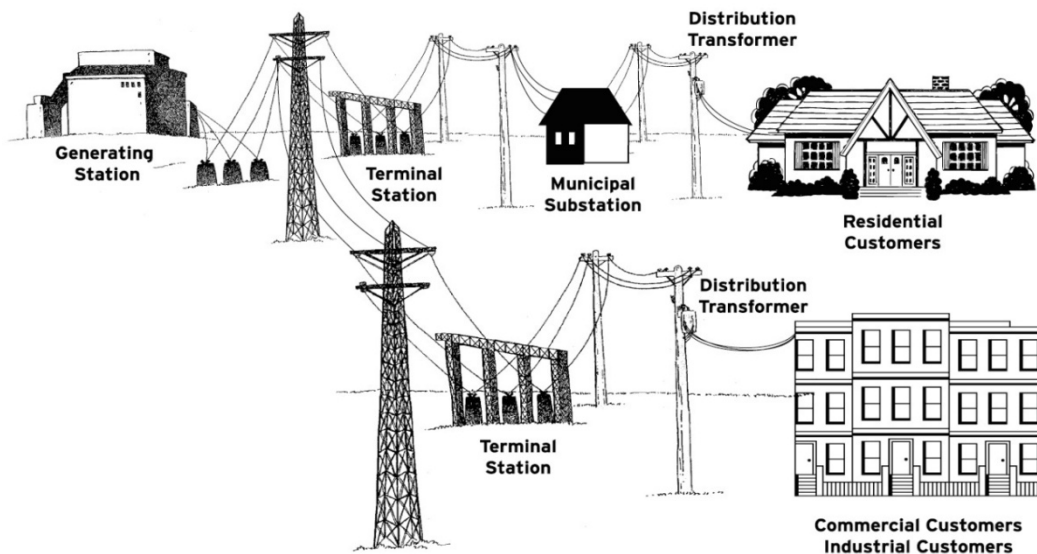 Distribution
Transformer
Generating
Station
Terminal
Station
Municipal
Substation
Residential
Customers
Distribution
Transformer
Terminal
Station
Commercial Customers
Industrial Customers